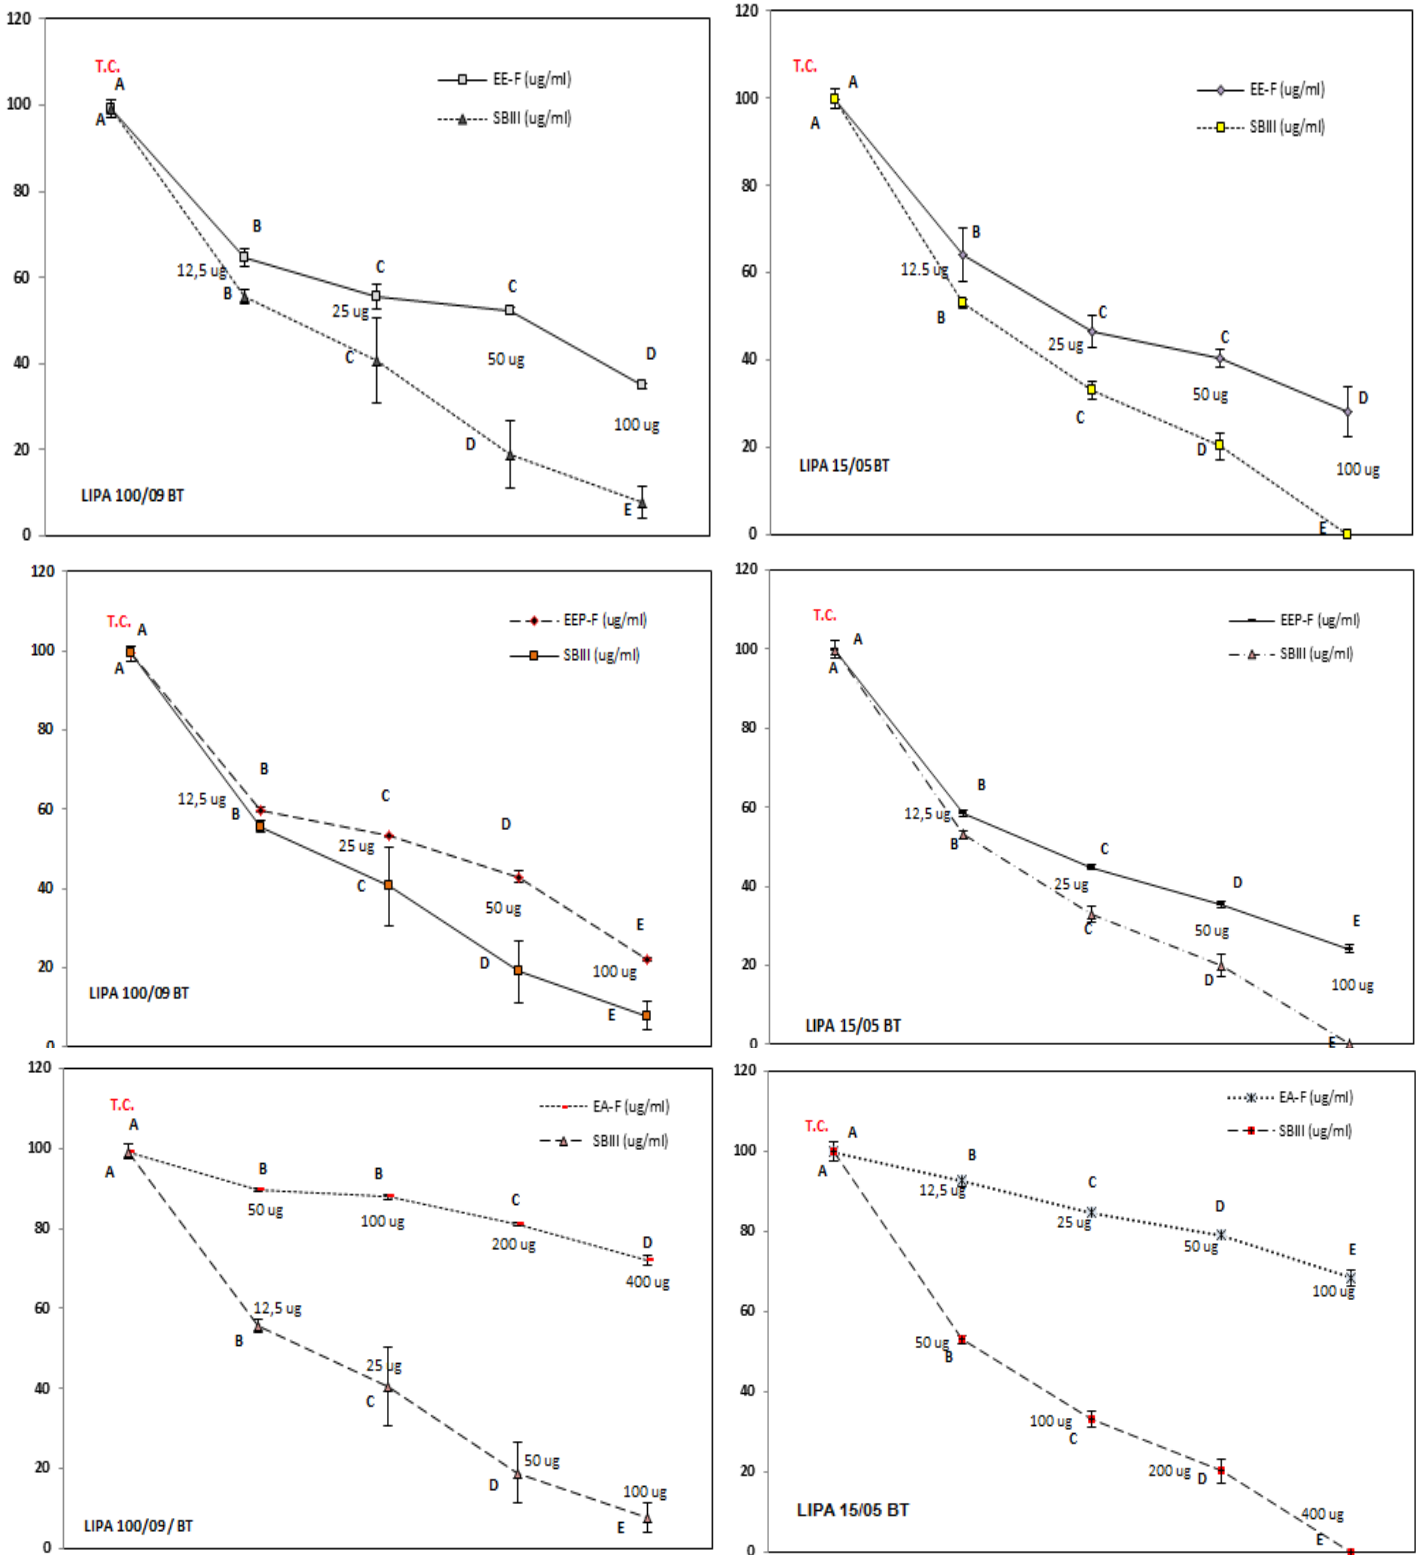 120
100
80
60
40
20
0
T.C.
A
A
B
12,5 ug
B
C
25 ug
C
C
50 ug
D
D
100 ug
E
EE-F (ug/ml)
SBIII (ug/ml)
LIPA 100/09 BT
120
100
80
60
40
20
0
T.C.
A
A
B
12.5 ug
B
C
25 ug
C
C
50 ug
D
D
100 ug
E
EE-F (ug/ml)
SBIII (ug/ml)
LIPA 15/05 BT
120
100
80
60
40
20
0
T.C.
A
A
B
12,5 ug
B
C
25 ug
C
D
50 ug
D
E
100 ug
E
EEP-F (ug/ml)
SBIII (ug/ml)
LIPA 100/09 BT
120
100
80
60
40
20
0
T.C.
A
A
B
12,5 ug
B
C
25 ug
C
D
50 ug
D
E
100 ug
E
EEP-F (ug/ml)
SBIII (ug/ml)
LIPA 15/05 BT
120
100
80
60
40
20
0
T.C.
A
A
B
50 ug
B
100 ug
C
200 ug
D
400 ug
12,5 ug
B
25 ug
C
50 ug
D
100 ug
E
EA-F (ug/ml)
SBIII (ug/ml)
LIPA 100/09 / BT
120
100
80
60
40
20
0
T.C.
A
A
B
12,5 ug
C
25 ug
D
50 ug
E
100 ug
50 ug
B
100 ug
C
200 ug
D
400 ug
E
EA-F (ug/ml)
SBIII (ug/ml)
LIPA 15/05 BT